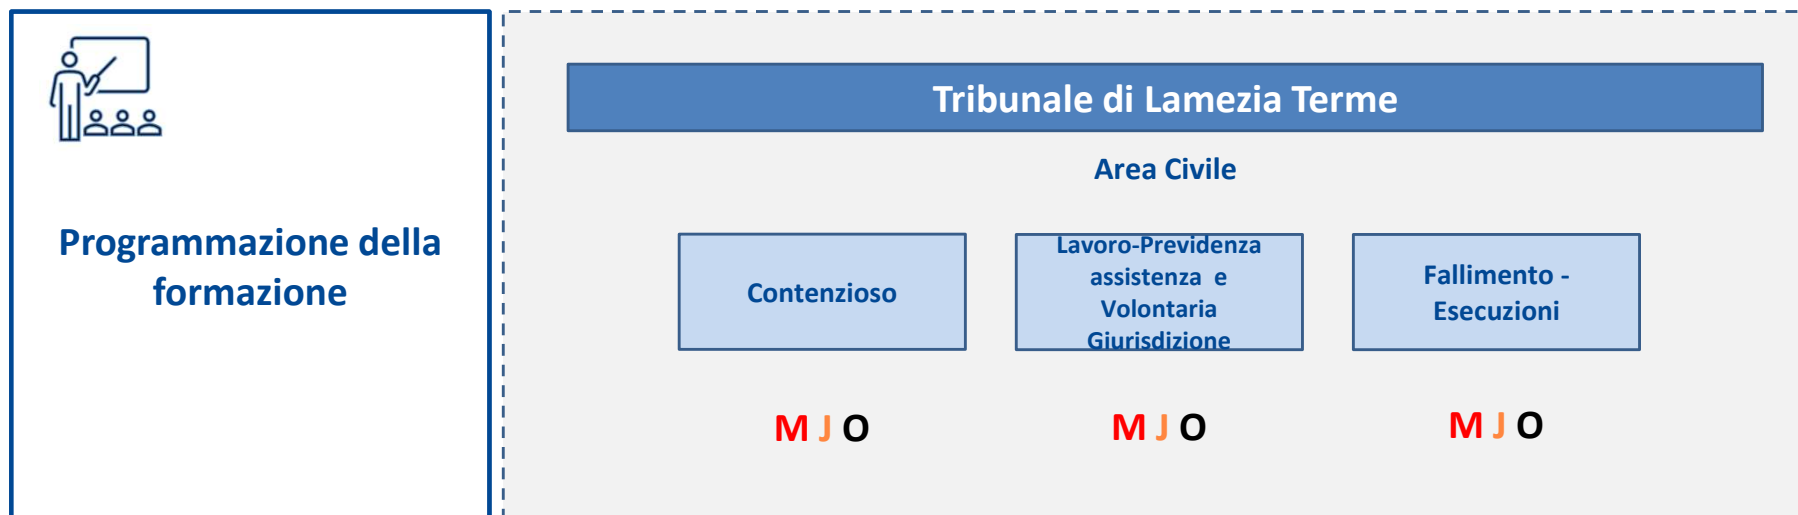 Programmazione della
formazione
Tribunale di Lamezia Terme
Area Civile
Contenzioso
Lavoro-Previdenza
assistenza e
Volontaria
Giurisdizione
Fallimento -
Esecuzioni
M J O
M J O
M J O